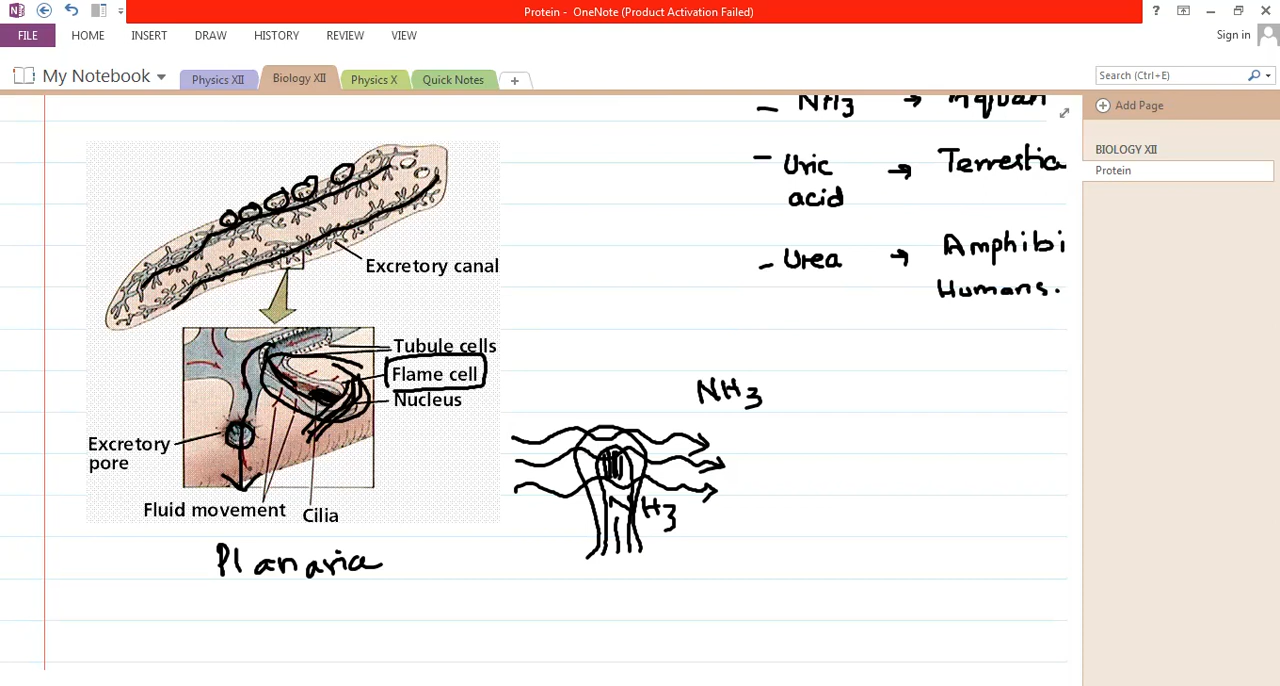 Protein - OneNote (Product Activation Failed)
?
FILE HOME INSERT DRAW HISTORY REVIEW VIEW
Sign in
My Notebook
Physics XII Biology XII Physics X Quick Notes +
Search (Ctrl+E)
Add Page
BIOLOGY XII
Protein
- NH3 →
- Uric → Terrestia
acid
- Urea → Amphibi
Humans.
Excretory canal
Tubule cells
Flame cell
Nucleus
Excretory
pore
Fluid movement Cilia
Planaria
NH3
NH3